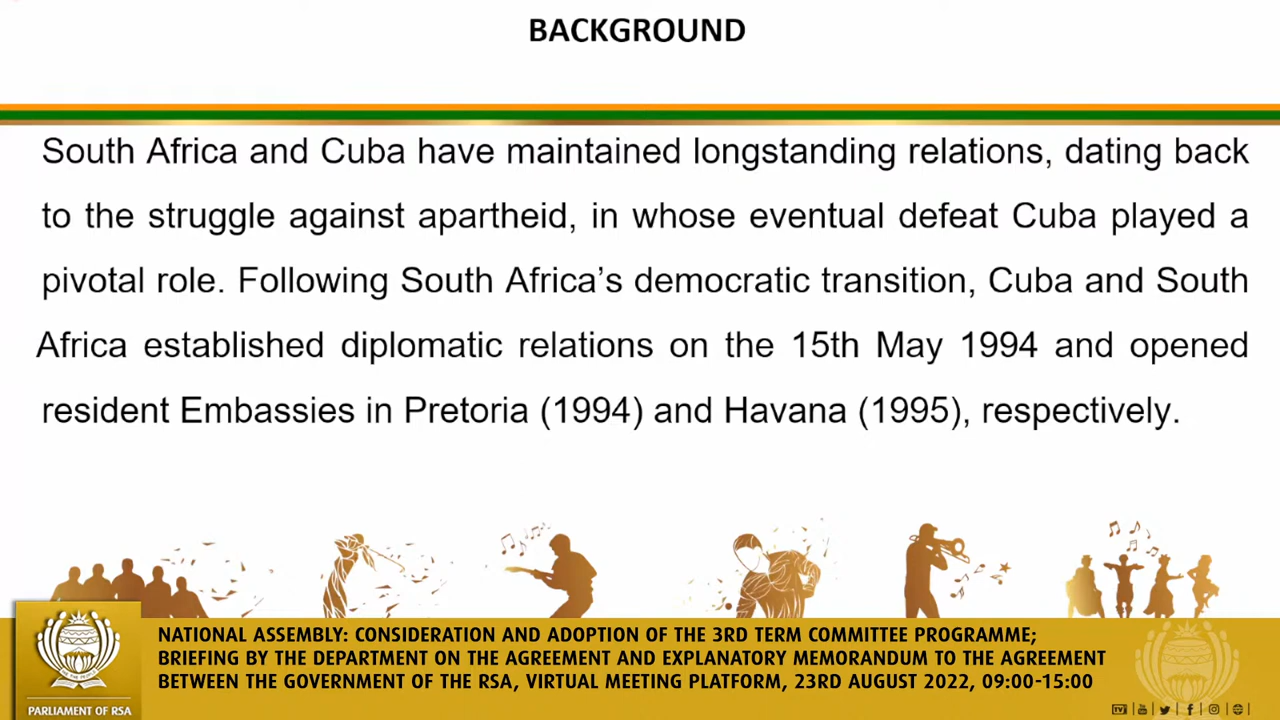 BACKGROUND
South Africa and Cuba have maintained longstanding relations, dating back
to the struggle against apartheid, in whose eventual defeat Cuba played a
pivotal role. Following South Africa’s democratic transition, Cuba and South
Africa established diplomatic relations on the 15th May 1994 and opened
resident Embassies in Pretoria (1994) and Havana (1995), respectively.
NATIONAL ASSEMBLY: CONSIDERATION AND ADOPTION OF THE 3RD TERM COMMITTEE PROGRAMME;
BRIEFING BY THE DEPARTMENT ON THE AGREEMENT AND EXPLANATORY MEMORANDUM TO THE AGREEMENT
BETWEEN THE GOVERNMENT OF THE RSA, VIRTUAL MEETING PLATFORM, 23RD AUGUST 2022, 09:00-15:00
PARLIAMENT OF RSA